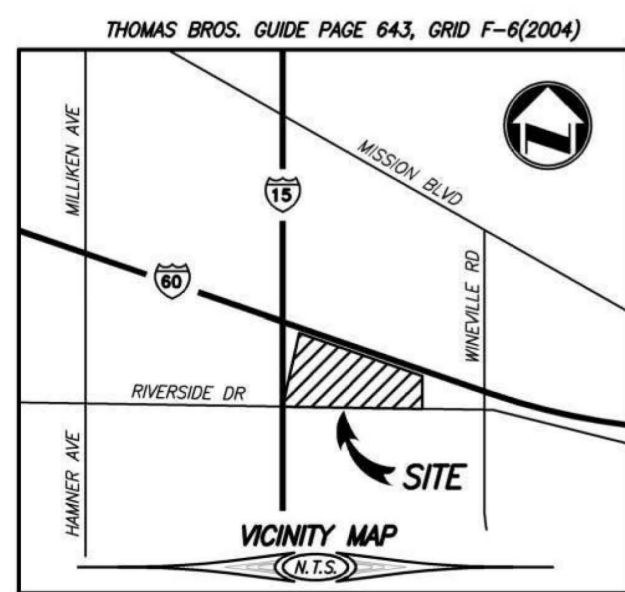 THOMAS BROS. GUIDE PAGE 643, GRID F-6(2004)
MILLIKEN AVE
MISSION BLVD
15
60
WINEVILLE RD
RIVERSIDE DR
HAMNER AVE
SITE
VICINITY MAP
N.T.S.